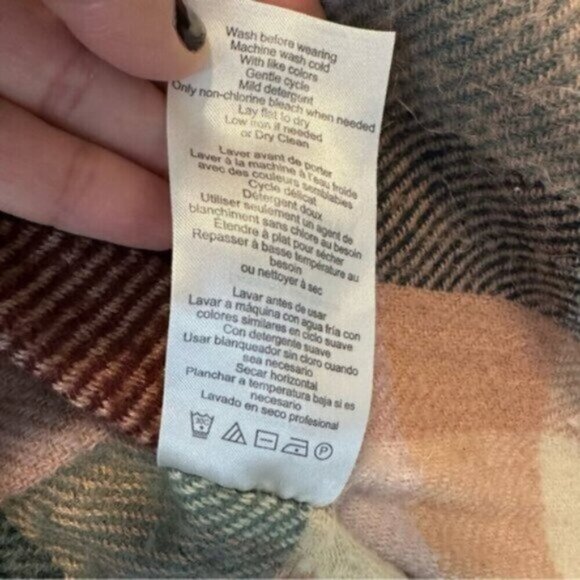 Wash before wearing
Machine wash cold
With like colors
Gentle cycle
Mild detergent
Only non-chlorine bleach when needed
Lay flat to dry
Low iron if needed
or Dry Clean
Laver avant de porter
Laver à la machine à l'eau froide
avec des couleurs semblables
Cycle délicat
Détergent doux
Utiliser seulement un agent de
blanchiment sans chlore au besoin
Étendre à plat pour sécher
Repasser à basse température au
besoin
ou nettoyer à sec
Lavar antes de usar
Lavar a máquina con agua fría con
colores similares en ciclo suave
Con detergente suave
Usar blanqueador sin cloro cuando
sea necesario
Secar horizontal
Planchar a temperatura baja si es
necesario
Lavado en seco profesional
30C P